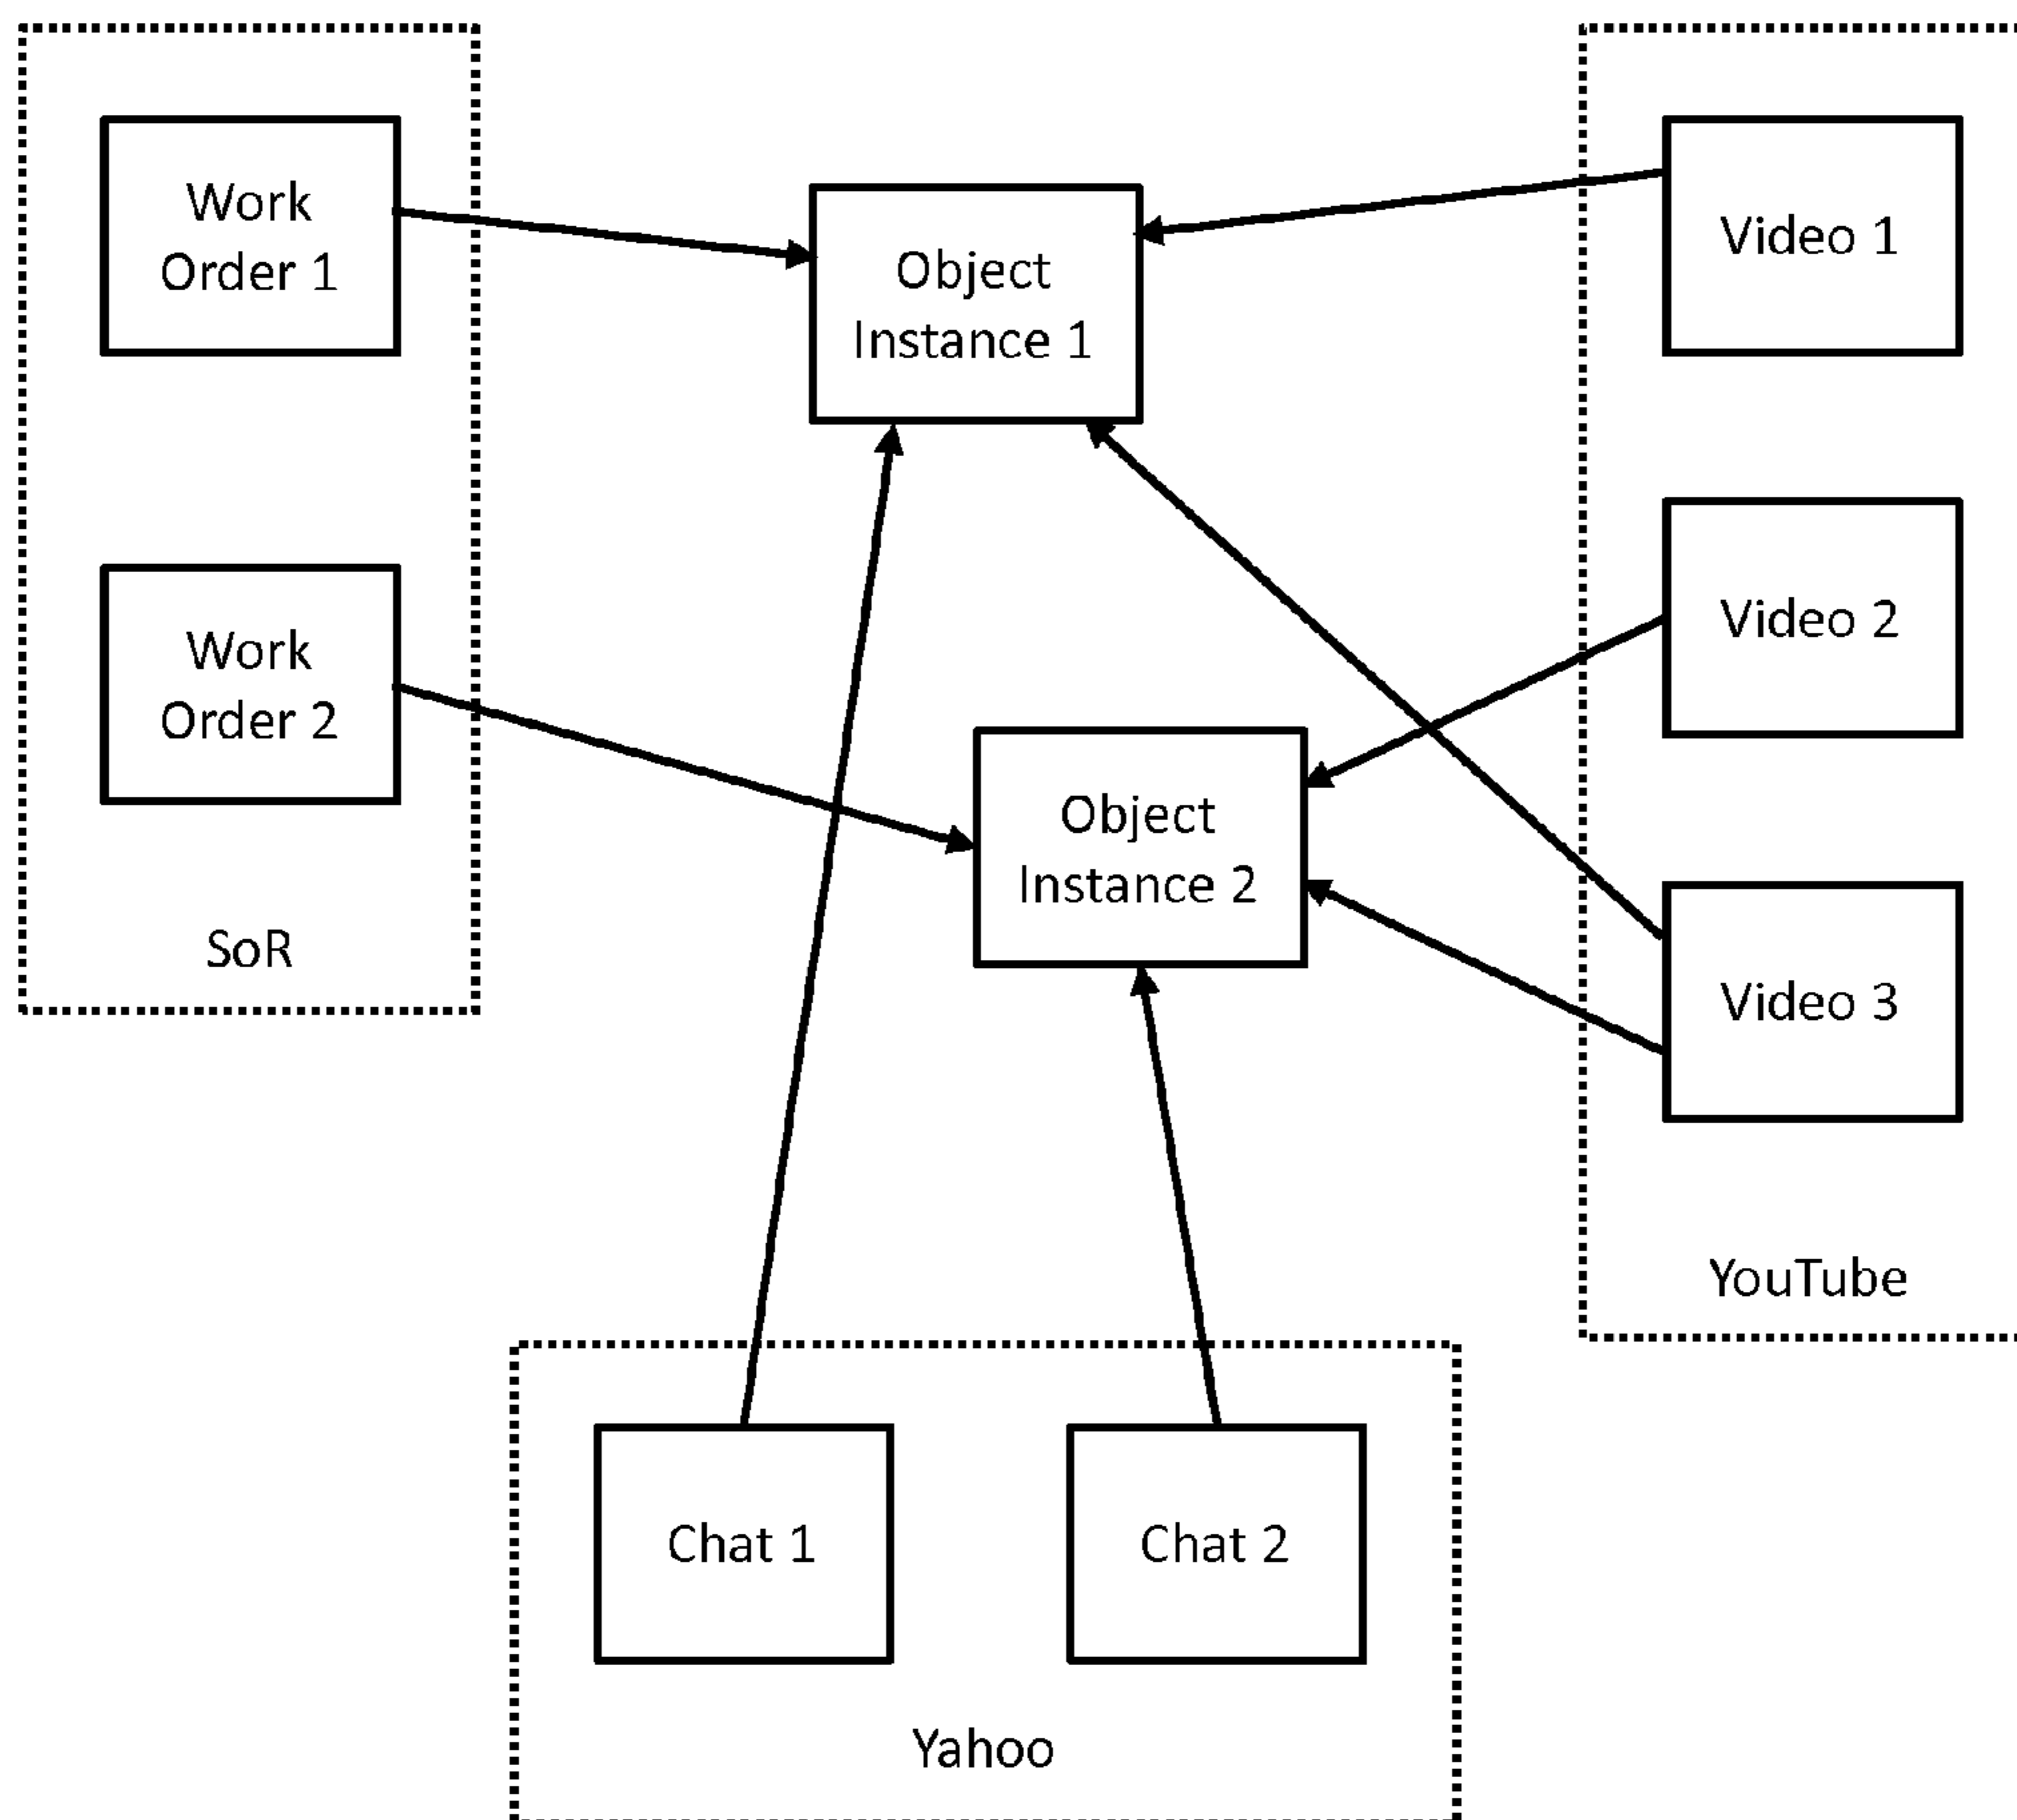 Work
Order 1
Work
Order 2
SoR
Object
Instance 1
Object
Instance 2
Video 1
Video 2
Video 3
YouTube
Chat 1
Chat 2
Yahoo